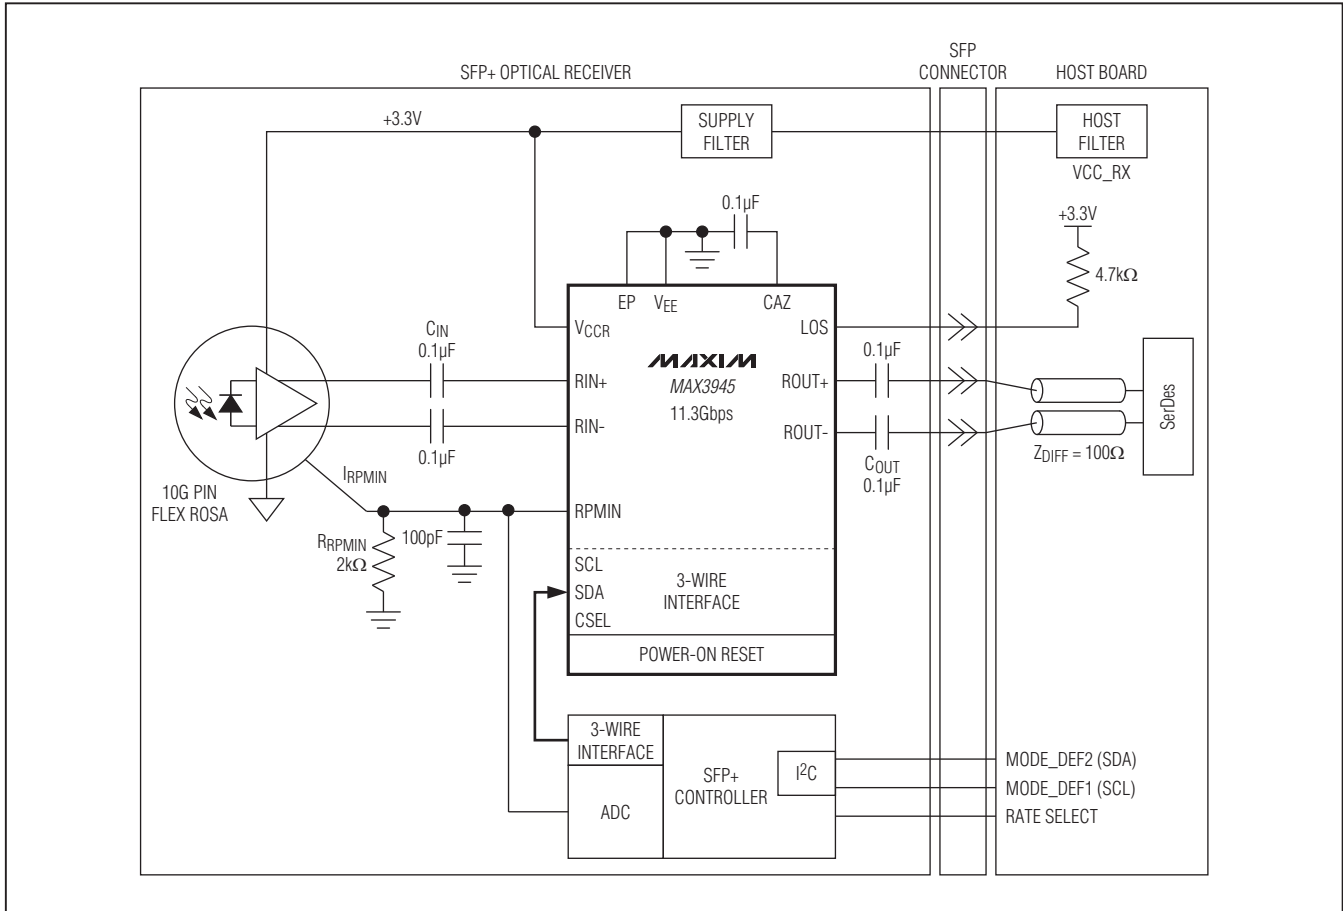 SFP+ OPTICAL RECEIVER
SFP
CONNECTOR
HOST BOARD
+3.3V
SUPPLY
FILTER
HOST
FILTER
VCC_RX
0.1µF
+3.3V
4.7kΩ
EP
VEE
CAZ
VCCR
LOS
CIN
0.1µF
MAXIM
MAX3945
11.3Gbps
0.1µF
RIN+
ROUT+
RIN-
ROUT-
0.1µF
COUT
0.1µF
ZDIFF = 100Ω
SerDes
10G PIN
FLEX ROSA
IRPMIN
RPMIN
RRPMIN
2kΩ
100pF
SCL
SDA
CSEL
3-WIRE
INTERFACE
POWER-ON RESET
3-WIRE
INTERFACE
ADC
SFP+
CONTROLLER
I²C
MODE_DEF2 (SDA)
MODE_DEF1 (SCL)
RATE SELECT